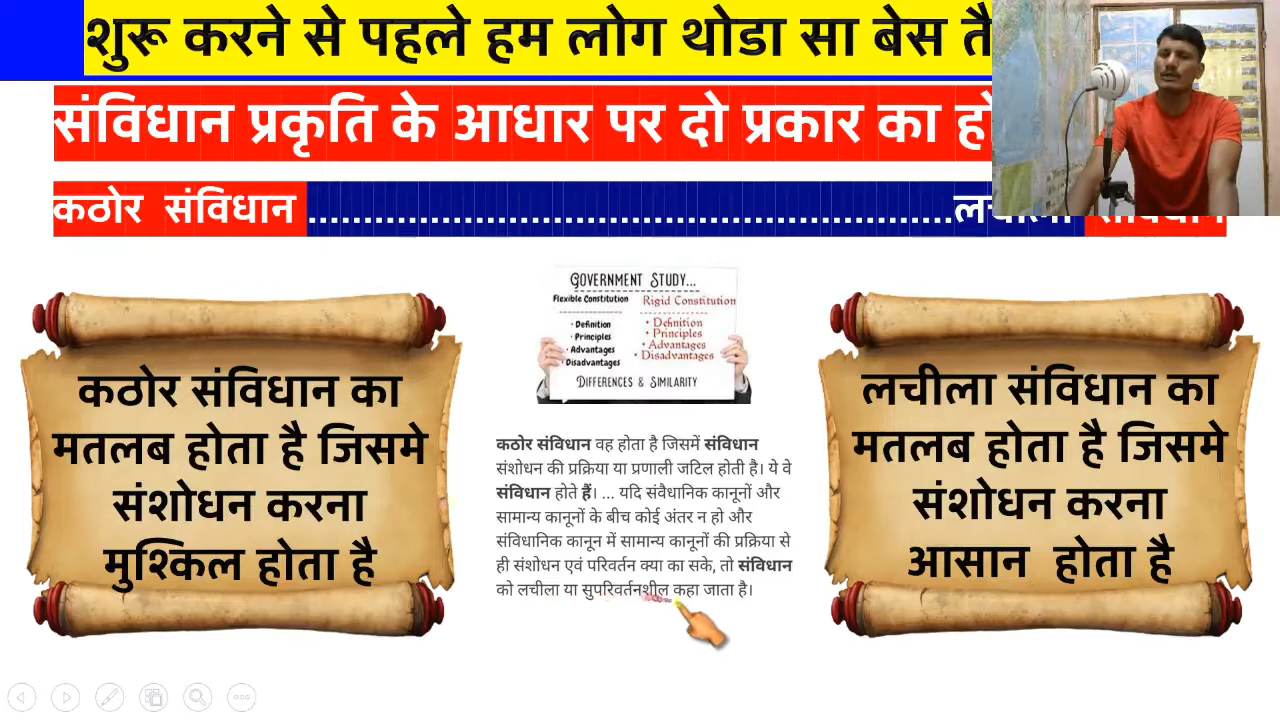 शुरू करने से पहले हम लोग थोडा सा बेस
संविधान प्रकृति के आधार पर दो प्रकार का
कठोर संविधान ......................................................
GOVERNMENT STUDY...
Flexible Constitution Rigid Constitution
• Definition • Definition
• Principles • Principles
• Advantages • Advantages
• Disadvantages • Disadvantages
DIFFERENCES & SIMILARITY
कठोर संविधान का
मतलब होता है जिसमे
संशोधन करना
मुश्किल होता है
कठोर संविधान वह होता है जिसमें संविधान
संशोधन की प्रक्रिया या प्रणाली जटिल होती है। ये वे
संविधान होते हैं। ... यदि संवैधानिक कानूनों और
सामान्य कानूनों के बीच कोई अंतर न हो और
संविधानिक कानून में सामान्य कानूनों की प्रक्रिया से
ही संशोधन एवं परिवर्तन क्या का सके, तो संविधान
को लचीला या सुपरिवर्तनशील कहा जाता है।
लचीला संविधान का
मतलब होता है जिसमे
संशोधन करना
आसान होता है